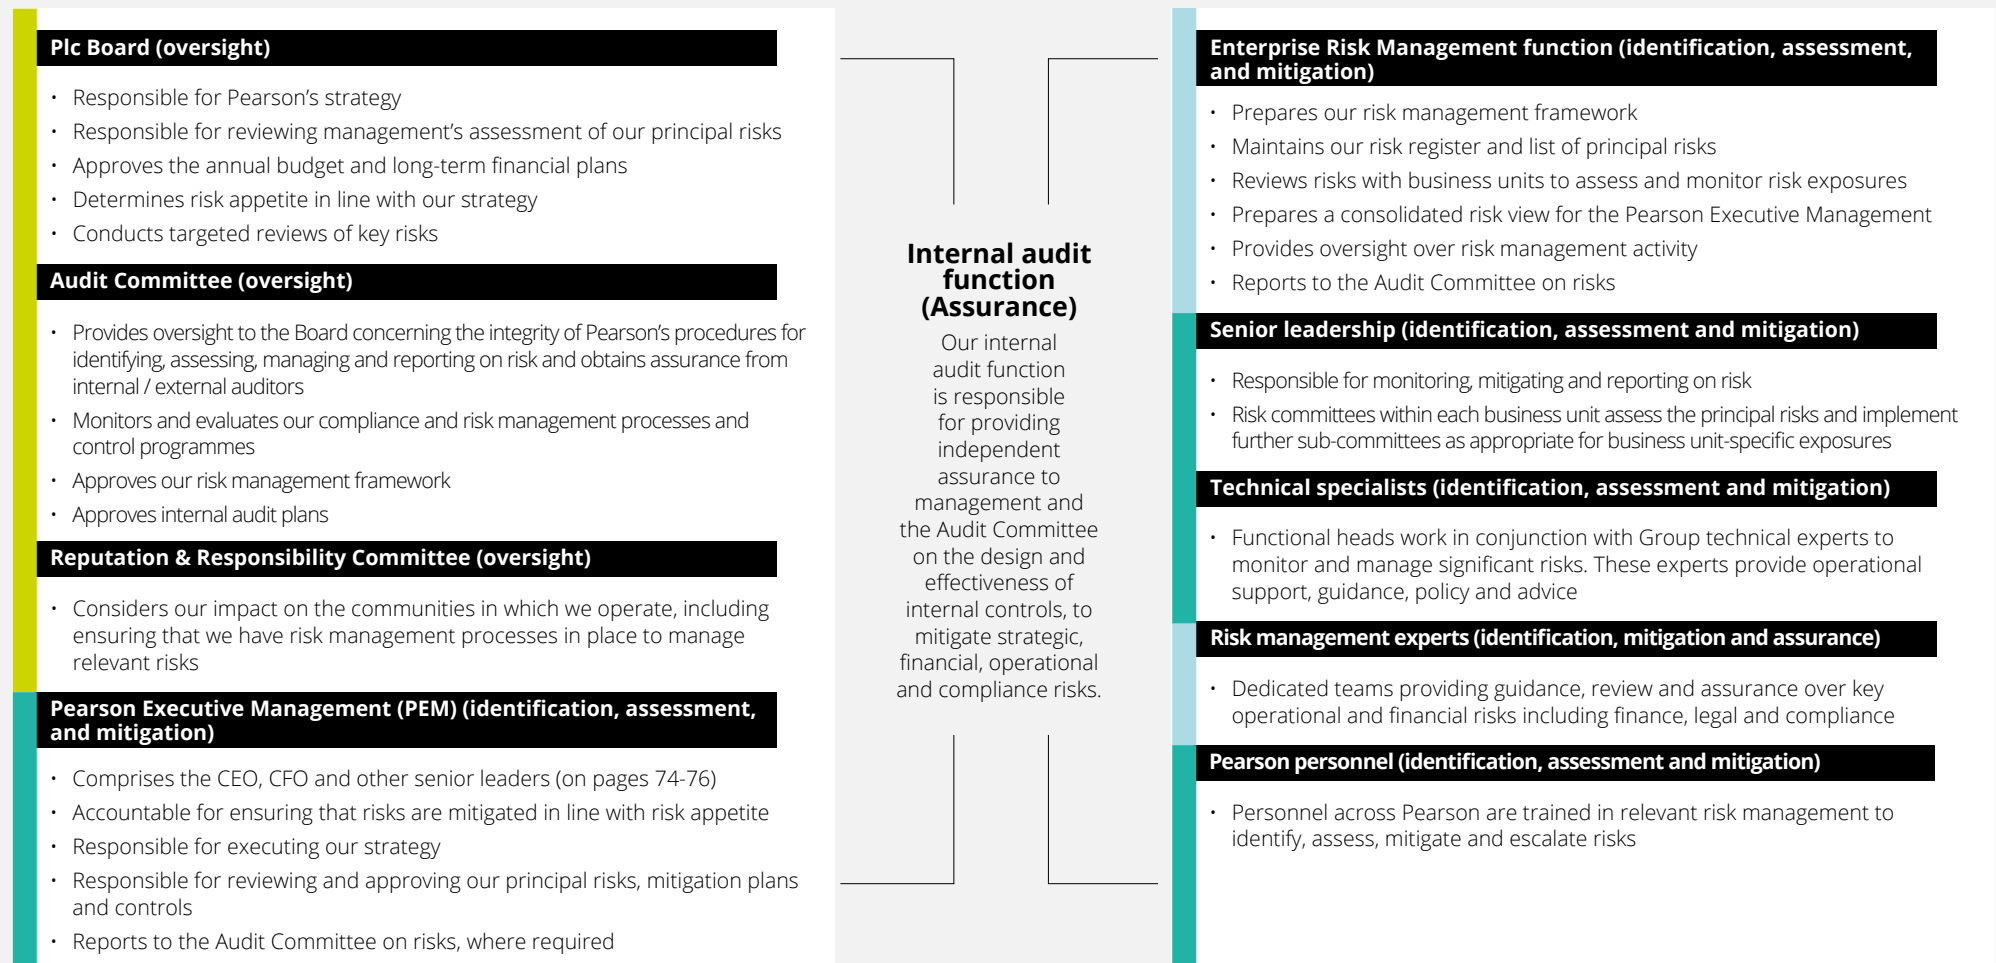 Plc Board (oversight)
• Responsible for Pearson’s strategy
• Responsible for reviewing management’s assessment of our principal risks
• Approves the annual budget and long-term financial plans
• Determines risk appetite in line with our strategy
• Conducts targeted reviews of key risks
Audit Committee (oversight)
• Provides oversight to the Board concerning the integrity of Pearson’s procedures for
identifying, assessing, managing and reporting on risk and obtains assurance from
internal / external auditors
• Monitors and evaluates our compliance and risk management processes and
control programmes
• Approves our risk management framework
• Approves internal audit plans
Reputation & Responsibility Committee (oversight)
• Considers our impact on the communities in which we operate, including
ensuring that we have risk management processes in place to manage
relevant risks
Pearson Executive Management (PEM) (identification, assessment,
and mitigation)
• Comprises the CEO, CFO and other senior leaders (on pages 74-76)
• Accountable for ensuring that risks are mitigated in line with risk appetite
• Responsible for executing our strategy
• Responsible for reviewing and approving our principal risks, mitigation plans
and controls
• Reports to the Audit Committee on risks, where required
Internal audit
function
(Assurance)
Our internal
audit function
is responsible
for providing
independent
assurance to
management and
the Audit Committee
on the design and
effectiveness of
internal controls, to
mitigate strategic,
financial, operational
and compliance risks.
Enterprise Risk Management function (identification, assessment,
and mitigation)
• Prepares our risk management framework
• Maintains our risk register and list of principal risks
• Reviews risks with business units to assess and monitor risk exposures
• Prepares a consolidated risk view for the Pearson Executive Management
• Provides oversight over risk management activity
• Reports to the Audit Committee on risks
Senior leadership (identification, assessment and mitigation)
• Responsible for monitoring, mitigating and reporting on risk
• Risk committees within each business unit assess the principal risks and implement
further sub-committees as appropriate for business unit-specific exposures
Technical specialists (identification, assessment and mitigation)
• Functional heads work in conjunction with Group technical experts to
monitor and manage significant risks. These experts provide operational
support, guidance, policy and advice
Risk management experts (identification, mitigation and assurance)
• Dedicated teams providing guidance, review and assurance over key
operational and financial risks including finance, legal and compliance
Pearson personnel (identification, assessment and mitigation)
• Personnel across Pearson are trained in relevant risk management to
identify, assess, mitigate and escalate risks